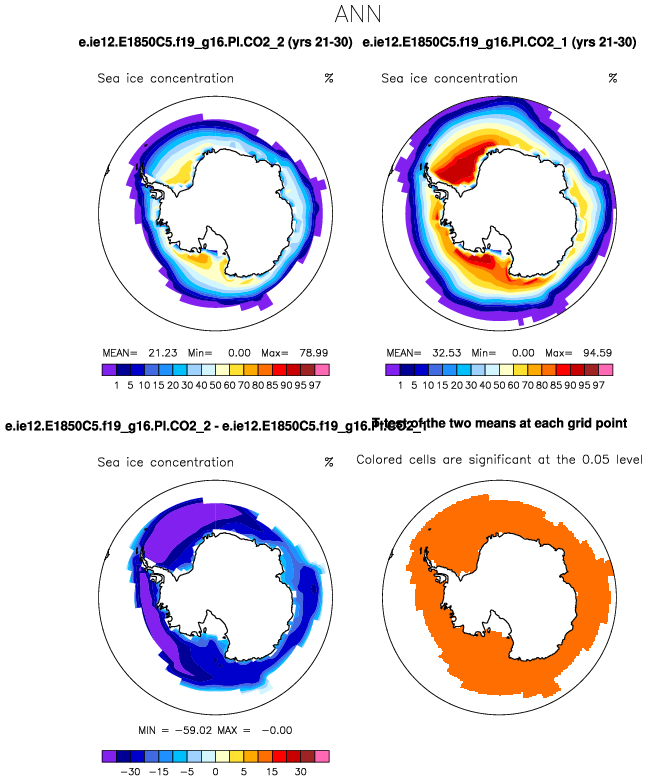 ANN
e.ie12.E1850C5.f19_g16.PI.CO2_2 (yrs 21-30) e.ie12.E1850C5.f19_g16.PI.CO2_1 (yrs 21-30)
Sea ice concentration % Sea ice concentration %
MEAN= 21.23 Min= 0.00 Max= 78.99 MEAN= 32.53 Min= 0.00 Max= 94.59
1 5 10 15 20 30 40 50 60 70 80 85 90 95 97 1 5 10 15 20 30 40 50 60 70 80 85 90 95 97
e.ie12.E1850C5.f19_g16.PI.CO2_2 - e.ie12.E1850C5.f19_g16.PI.CO2_1 T-test of the two means at each grid point
Sea ice concentration % Colored cells are significant at the 0.05 level
MIN = -59.02 MAX = -0.00
-30 -15 -5 0 5 15 30